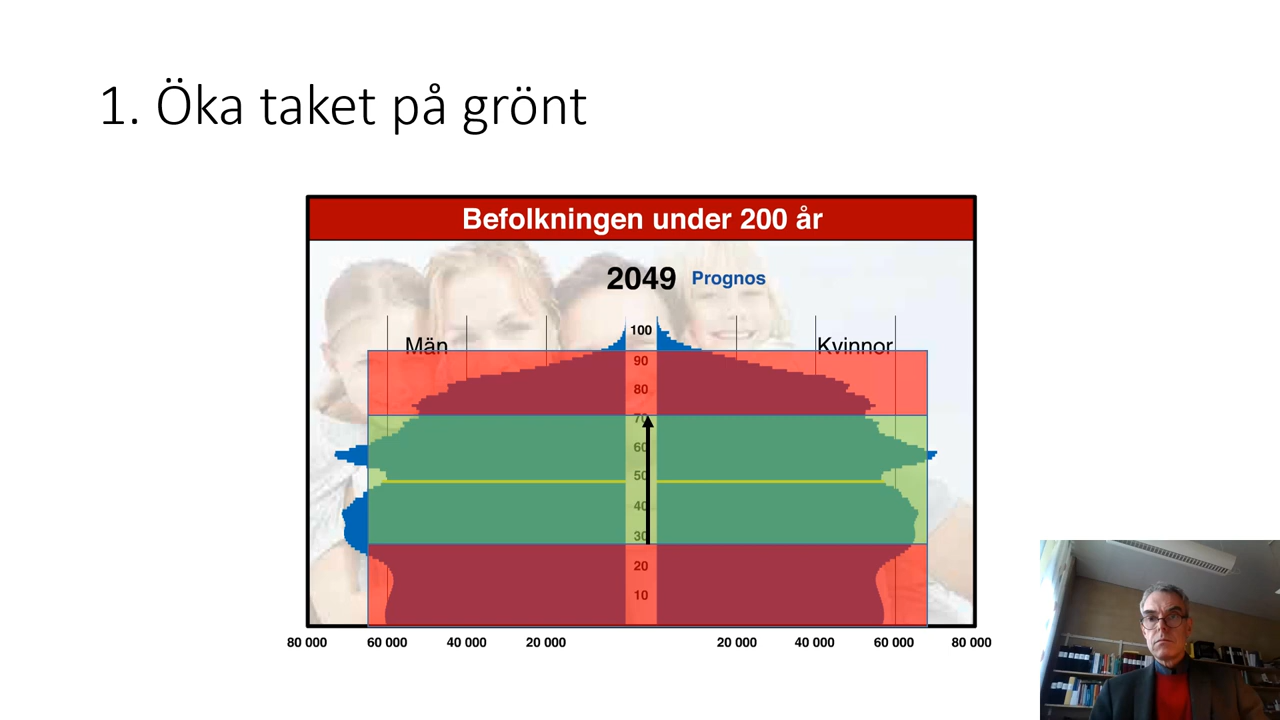 1. Öka taket på grönt
Befolkningen under 200 år
2049 Prognos
Män
Kvinnor
100
90
80
70
60
50
40
30
20
10
80 000 60 000 40 000 20 000 20 000 40 000 60 000 80 000